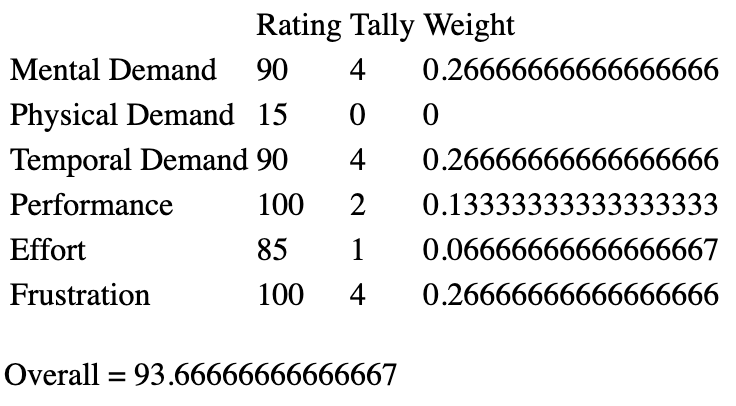 Rating Tally Weight
Mental Demand 90 4 0.26666666666666666
Physical Demand 15 0 0
Temporal Demand 90 4 0.26666666666666666
Performance 100 2 0.13333333333333333
Effort 85 1 0.06666666666666667
Frustration 100 4 0.26666666666666666
Overall = 93.66666666666667